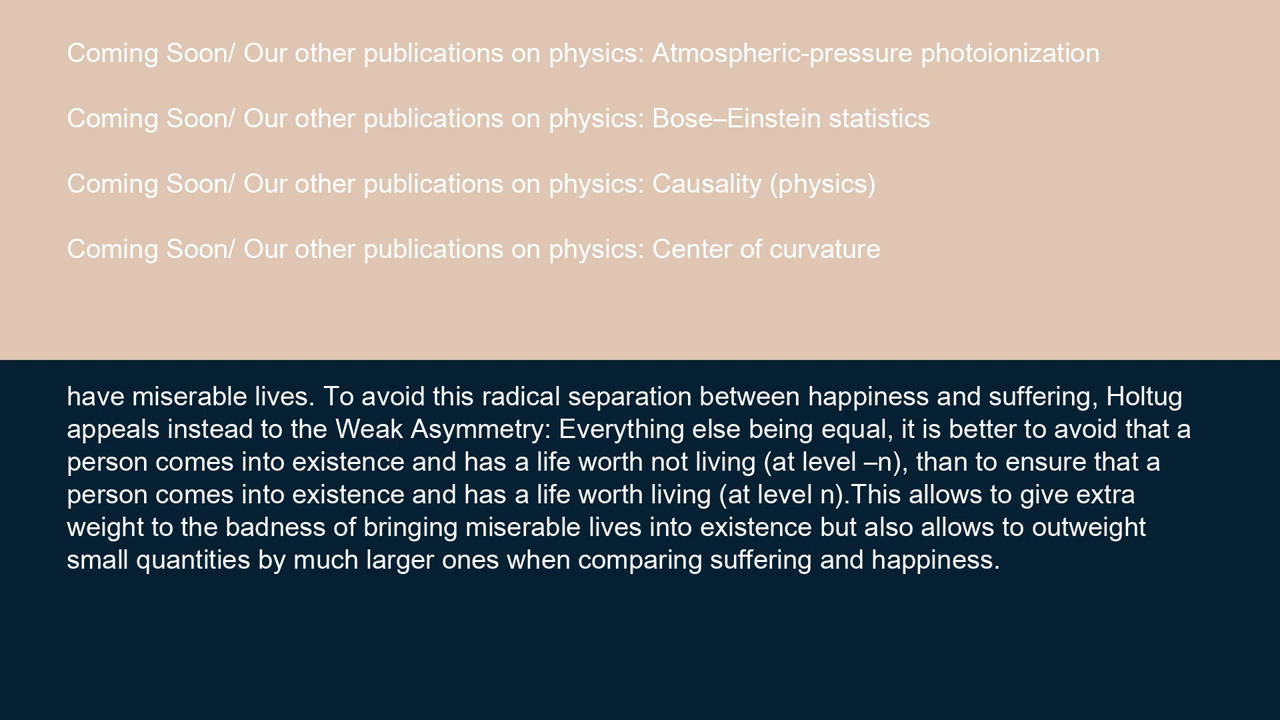 Coming Soon/ Our other publications on physics: Atmospheric-pressure photoionization
Coming Soon/ Our other publications on physics: Bose–Einstein statistics
Coming Soon/ Our other publications on physics: Causality (physics)
Coming Soon/ Our other publications on physics: Center of curvature
have miserable lives. To avoid this radical separation between happiness and suffering, Holtug
appeals instead to the Weak Asymmetry: Everything else being equal, it is better to avoid that a
person comes into existence and has a life worth not living (at level –n), than to ensure that a
person comes into existence and has a life worth living (at level n).This allows to give extra
weight to the badness of bringing miserable lives into existence but also allows to outweight
small quantities by much larger ones when comparing suffering and happiness.